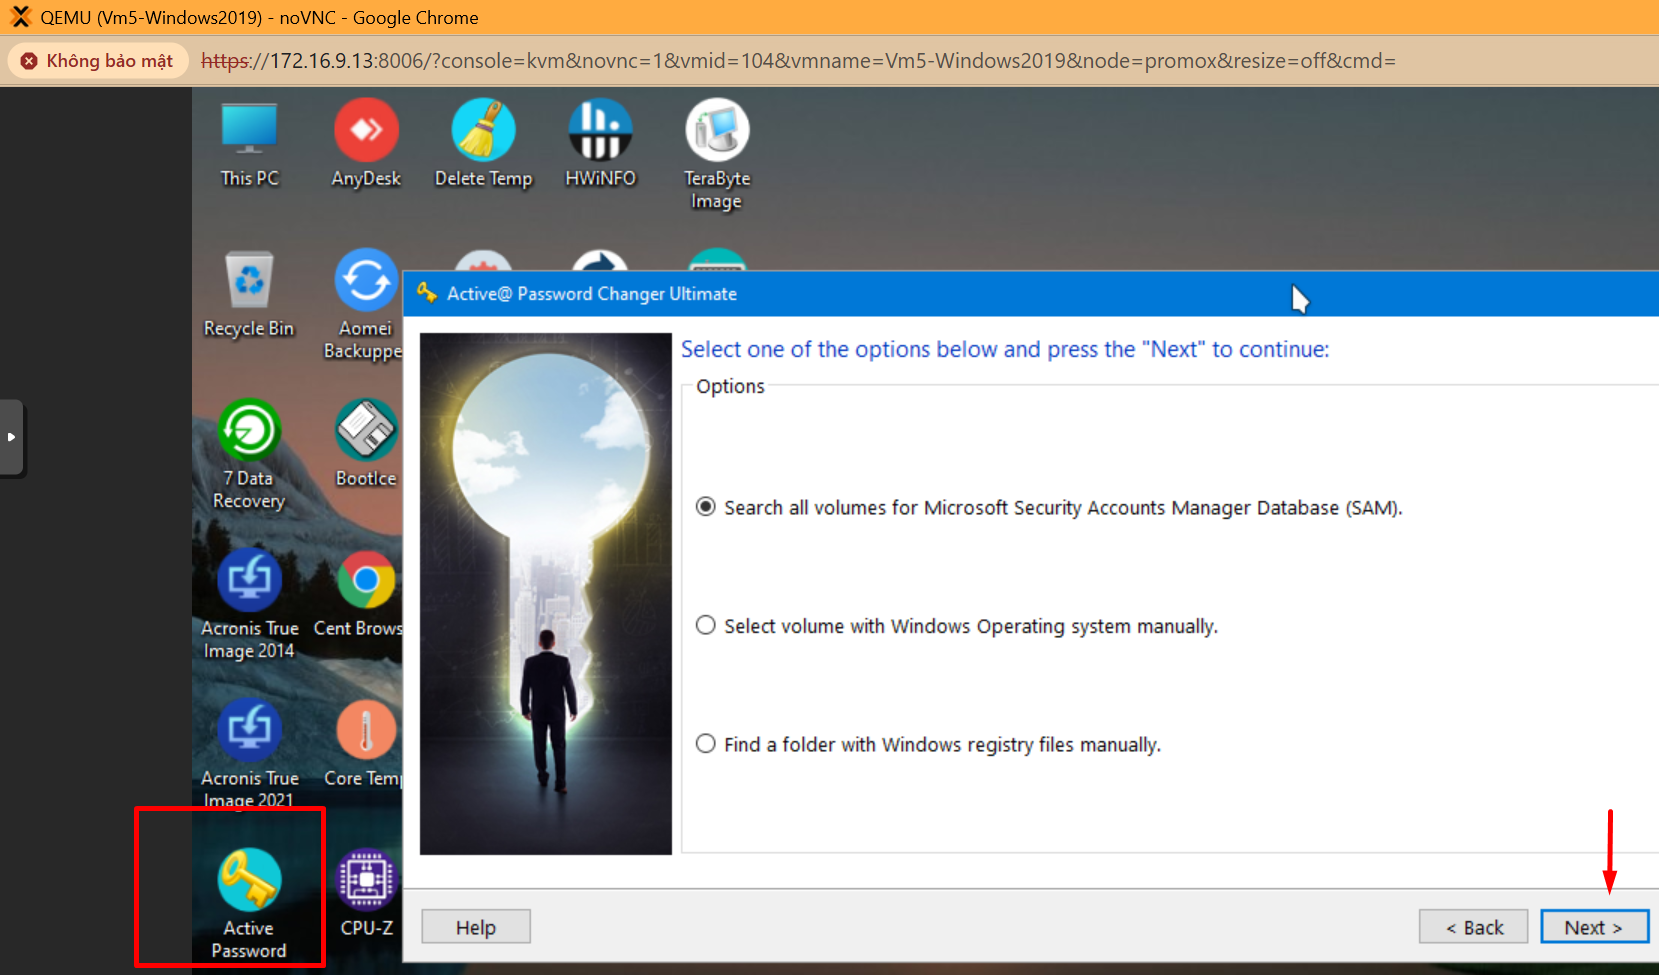 QEMU (Vm5-Windows2019) - noVNC - Google Chrome
Không bảo mật
https://172.16.9.13:8006/?console=kvm&novnc=1&vmid=104&vmname=Vm5-Windows2019&node=promox&resize=off&cmd=
This PC
AnyDesk
Delete Temp
HWiNFO
TeraByte
Image
Recycle Bin
Aomei
Backuppe
7 Data
Recovery
BootIce
Acronis True
Image 2014
Cent Brows
Acronis True
Image 2021
Core Temp
Active
Password
CPU-Z
Active@ Password Changer Ultimate
Select one of the options below and press the "Next" to continue:
Options
Search all volumes for Microsoft Security Accounts Manager Database (SAM).
Select volume with Windows Operating system manually.
Find a folder with Windows registry files manually.
Help
< Back
Next >